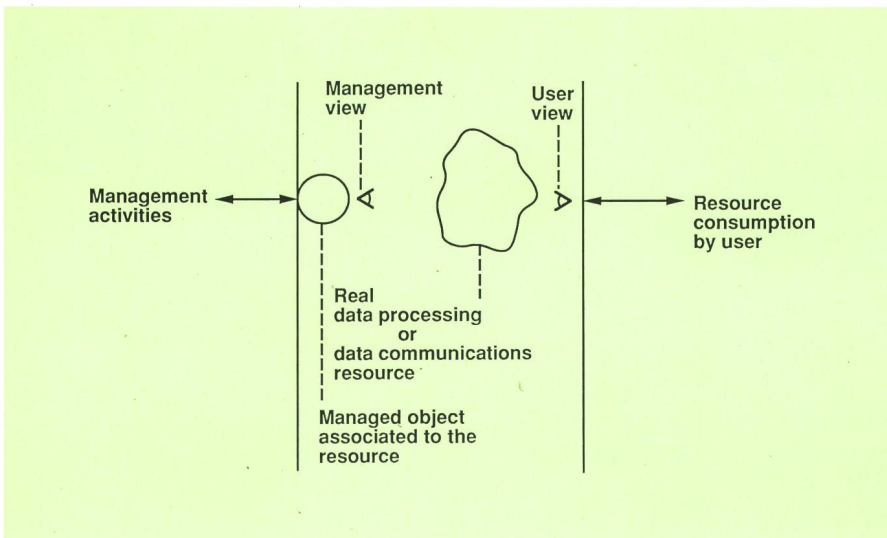 Management
view
User
view
Management
activities
Resource
consumption
by user
Real
data processing
or
data communications
resource
Managed object
associated to the
resource